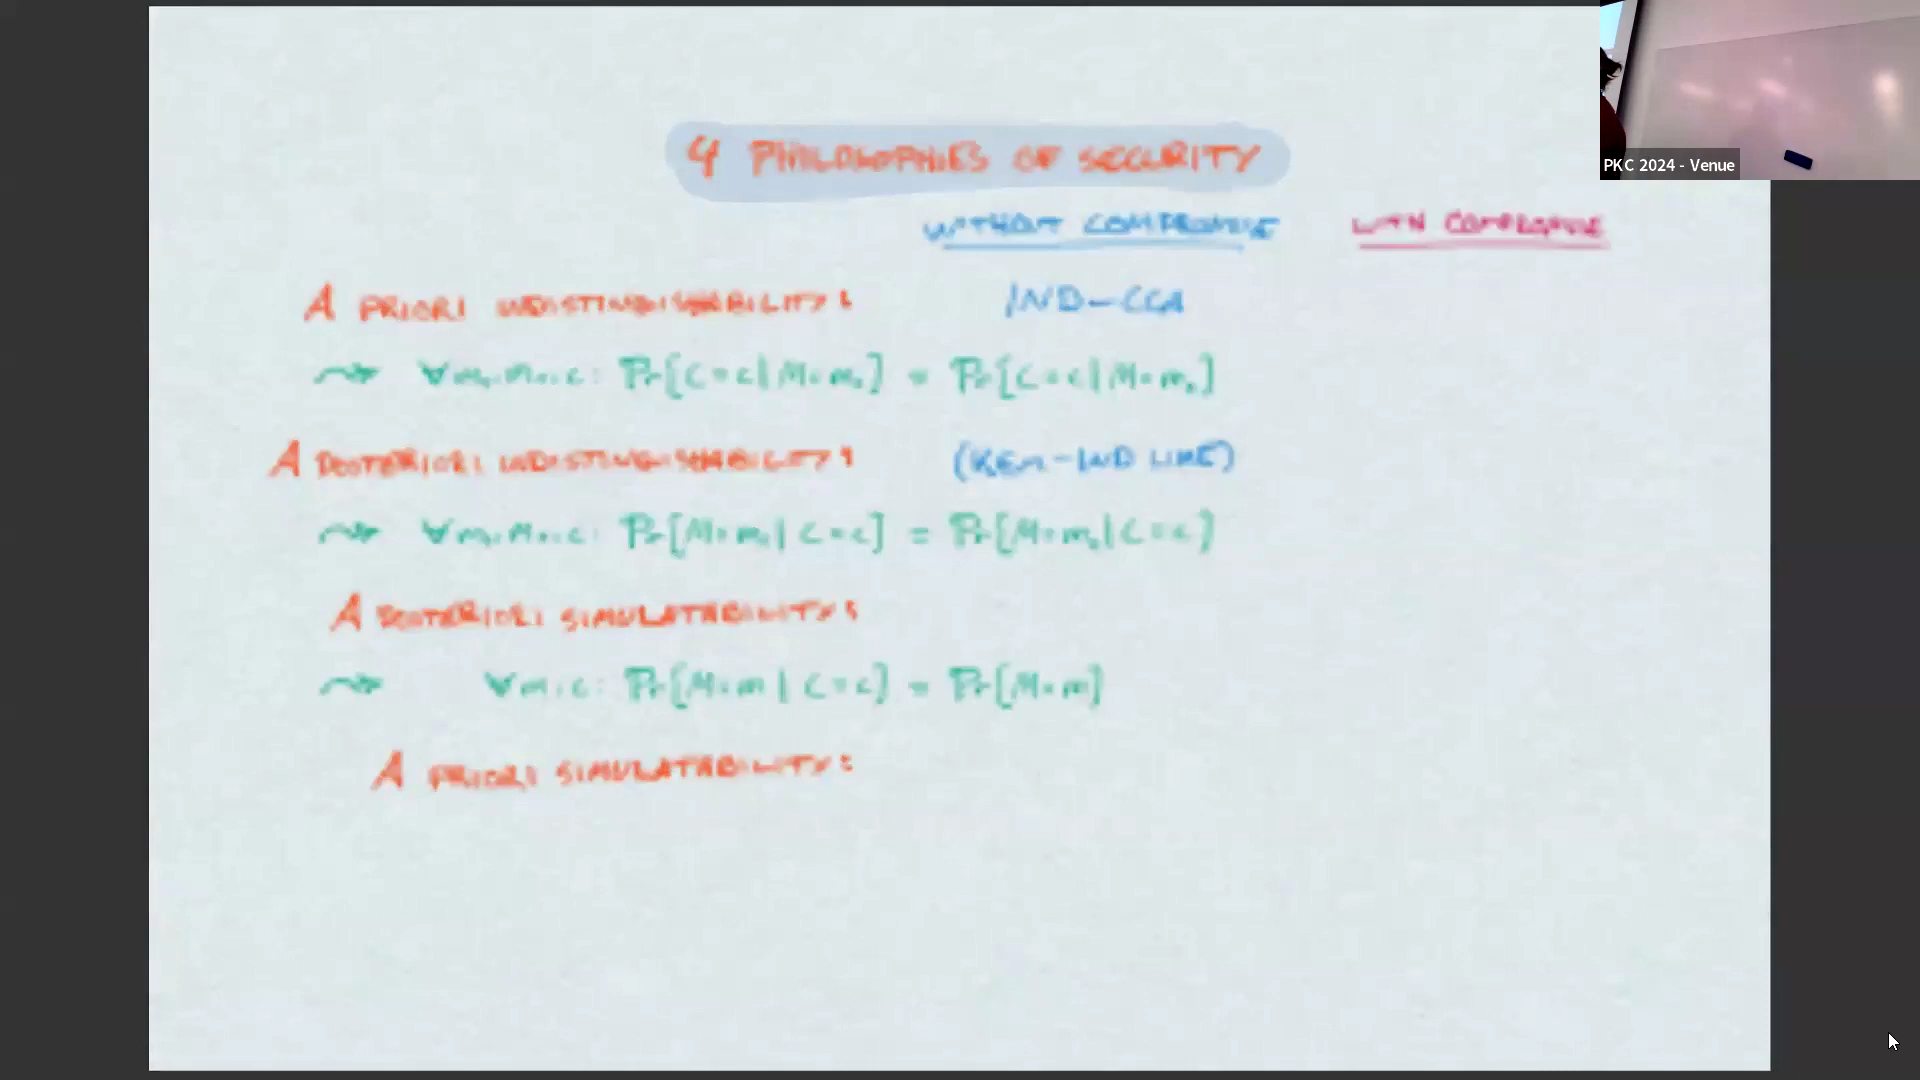 4 PHILOSOPHIES OF SECURITY
PKC 2024 - Venue
WITHOUT COMPROMISE WITH COMPROMISE
A PRIORI INDISTINGUISHABILITY: IND-CCA
⇝ ∀m₀,m₁,c: Pr[C=c|M=m₀] = Pr[C=c|M=m₁]
A POSTERIORI INDISTINGUISHABILITY: (KEM-IND LIKE)
⇝ ∀m₀,m₁,c: Pr[M=m₀|C=c] = Pr[M=m₁|C=c]
A POSTERIORI SIMULATABILITY:
⇝ ∀m,c: Pr[M=m|C=c] = Pr[M=m]
A PRIORI SIMULATABILITY: